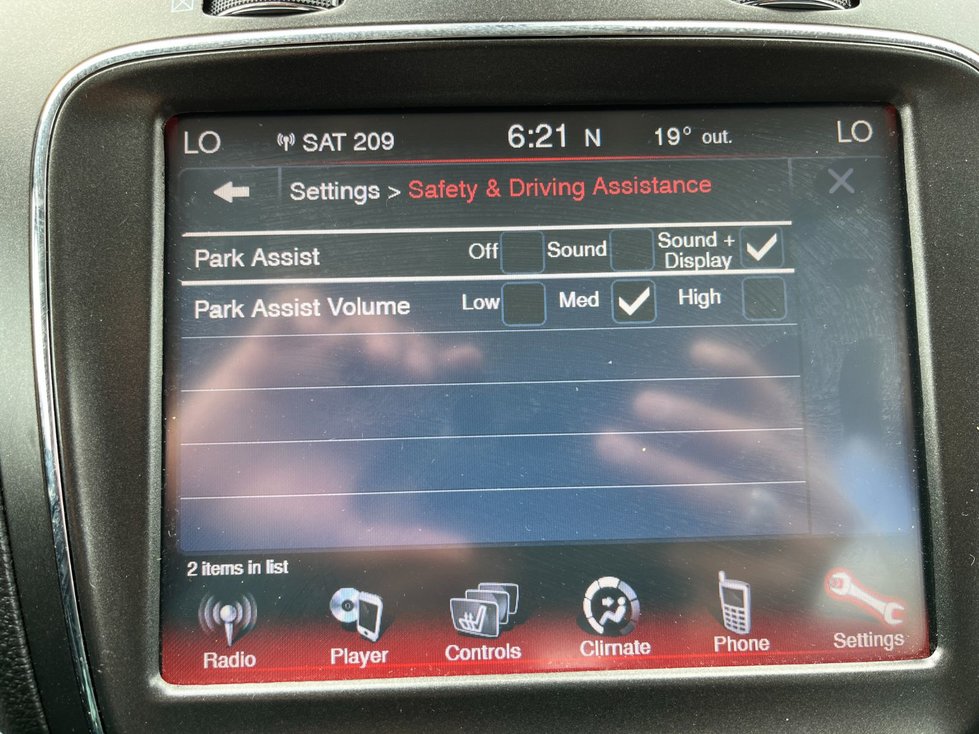 LO SAT 209 6:21 N 19° out. LO
Settings > Safety & Driving Assistance
Park Assist Off Sound Sound +
Display
Park Assist Volume Low Med High
2 items in list
Radio Player Controls Climate Phone Settings